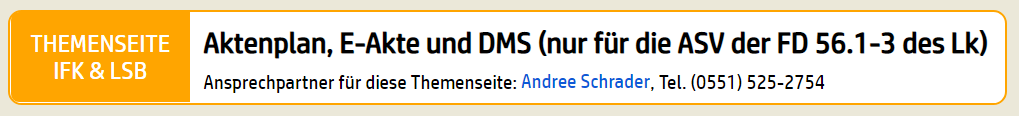 THEMENSEITE
IFK & LSB
Aktenplan, E-Akte und DMS (nur für die ASV der FD 56.1-3 des Lk)
Ansprechpartner für diese Themenseite: Andree Schrader, Tel. (0551) 525-2754